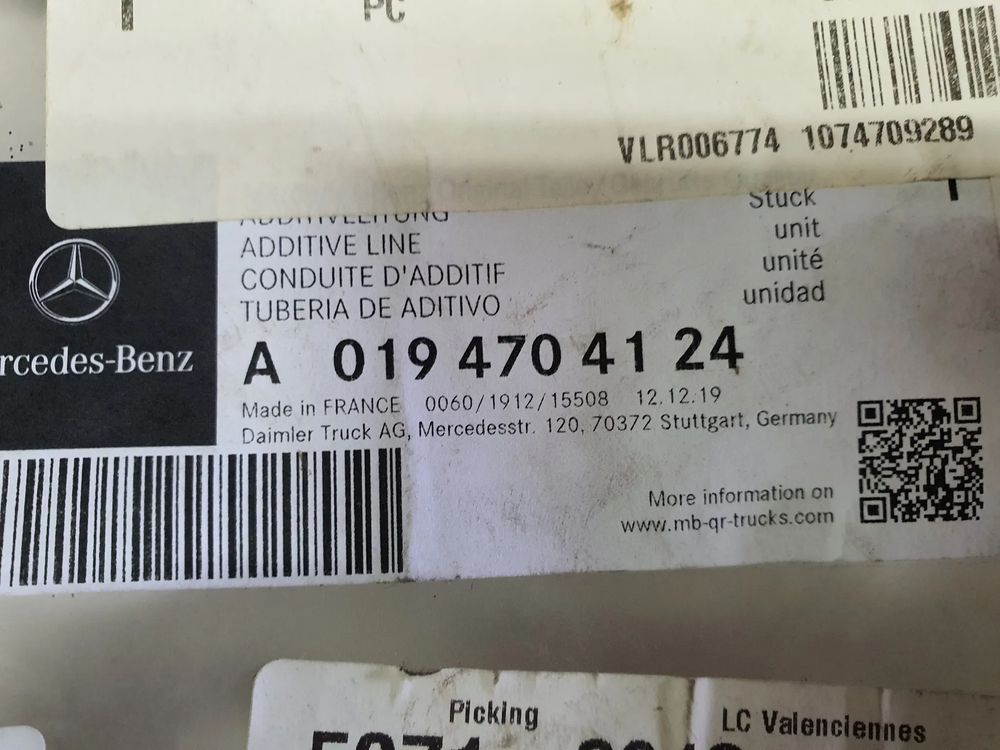 PC
VLR006774 1074709289
Stück
ADDITIVLEITUNG
unit
ADDITIVE LINE
unité
CONDUITE D'ADDITIF
unidad
TUBERIA DE ADITIVO
A 019 470 41 24
rcedes-Benz
Made in FRANCE 0060/1912/15508 12.12.19
Daimler Truck AG, Mercedesstr. 120, 70372 Stuttgart, Germany
More information on
www.mb-qr-trucks.com
Picking
LC Valenciennes